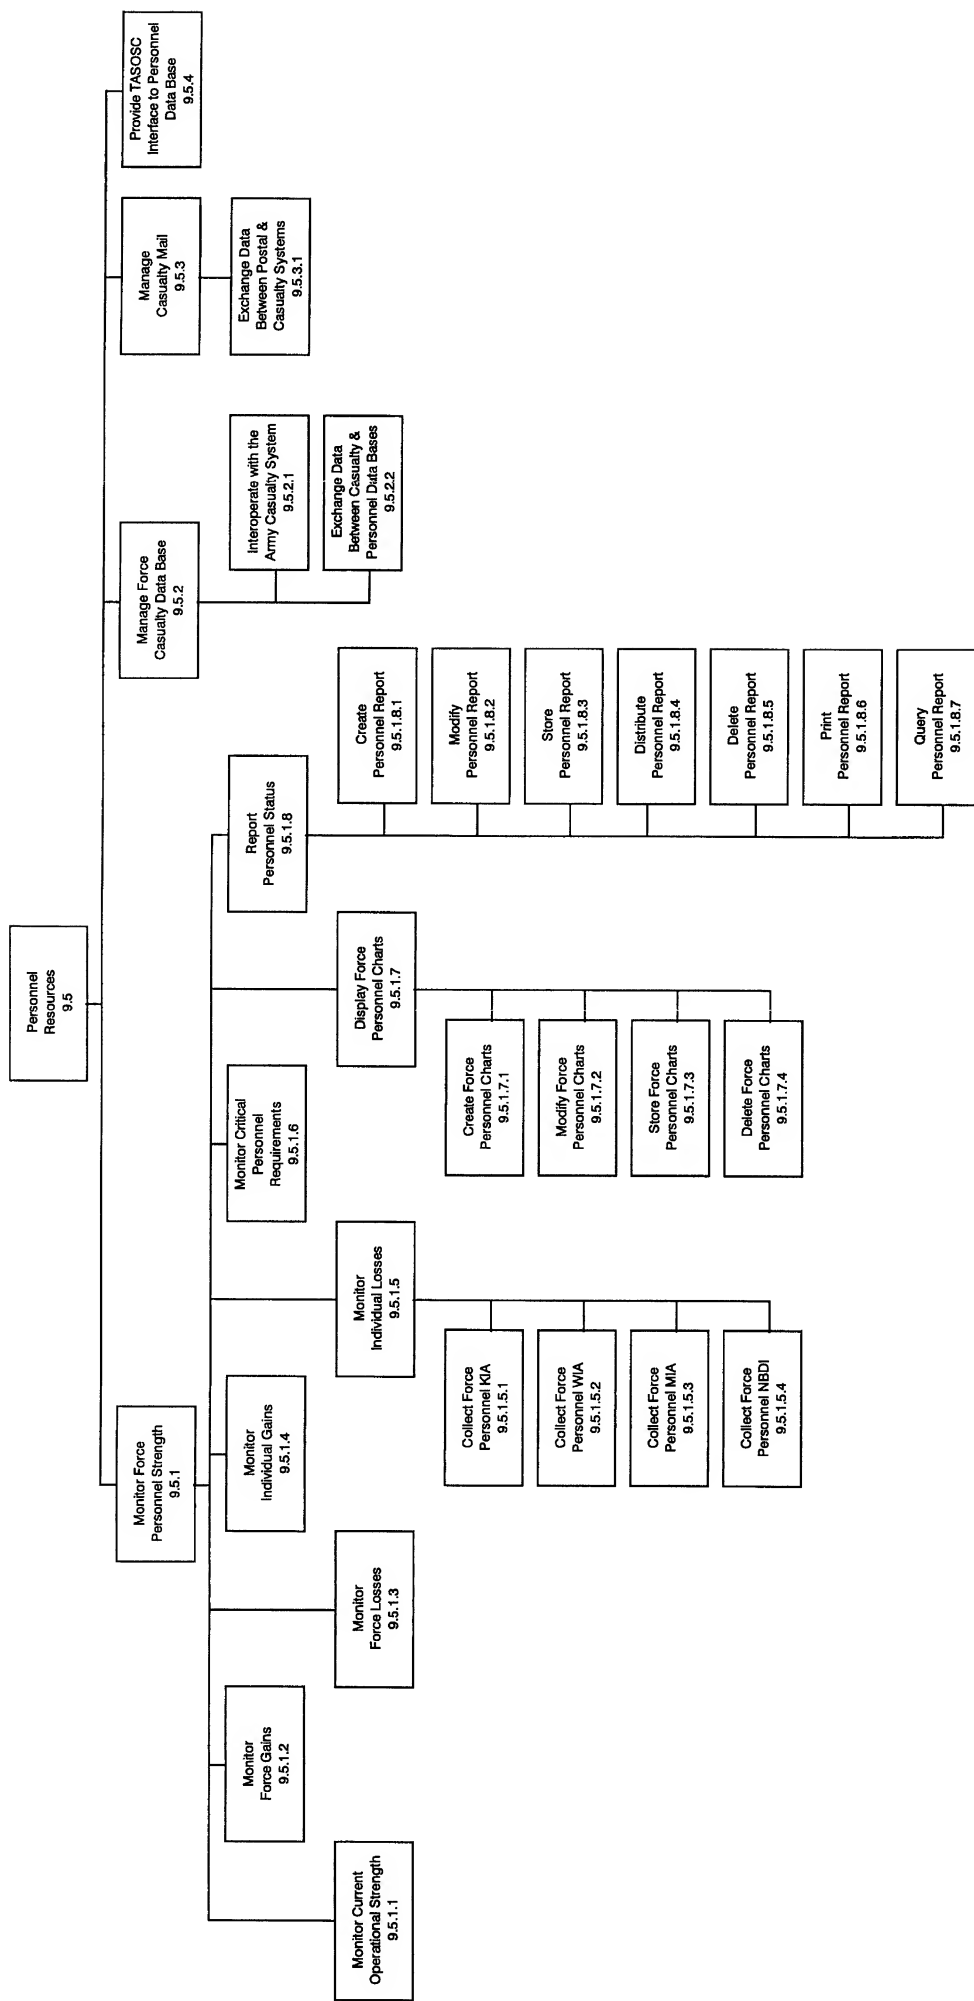 Personnel
Resources
9.5
Monitor Force
Personnel Strength
9.5.1
Manage Force
Casualty Data Base
9.5.2
Manage
Casualty Mail
9.5.3
Provide TASOSC
Interface to Personnel
Data Base
9.5.4
Monitor Current
Operational Strength
9.5.1.1
Monitor
Force Gains
9.5.1.2
Monitor
Force Losses
9.5.1.3
Monitor
Individual Gains
9.5.1.4
Monitor
Individual Losses
9.5.1.5
Collect Force
Personnel KIA
9.5.1.5.1
Collect Force
Personnel WIA
9.5.1.5.2
Collect Force
Personnel MIA
9.5.1.5.3
Collect Force
Personnel NBDI
9.5.1.5.4
Monitor Critical
Personnel
Requirements
9.5.1.6
Display Force
Personnel Charts
9.5.1.7
Create Force
Personnel Charts
9.5.1.7.1
Modify Force
Personnel Charts
9.5.1.7.2
Store Force
Personnel Charts
9.5.1.7.3
Delete Force
Personnel Charts
9.5.1.7.4
Report
Personnel Status
9.5.1.8
Create
Personnel Report
9.5.1.8.1
Modify
Personnel Report
9.5.1.8.2
Store
Personnel Report
9.5.1.8.3
Distribute
Personnel Report
9.5.1.8.4
Delete
Personnel Report
9.5.1.8.5
Print
Personnel Report
9.5.1.8.6
Query
Personnel Report
9.5.1.8.7
Interoperate with the
Army Casualty System
9.5.2.1
Exchange Data
Between Casualty &
Personnel Data Bases
9.5.2.2
Exchange Data
Between Postal &
Casualty Systems
9.5.3.1